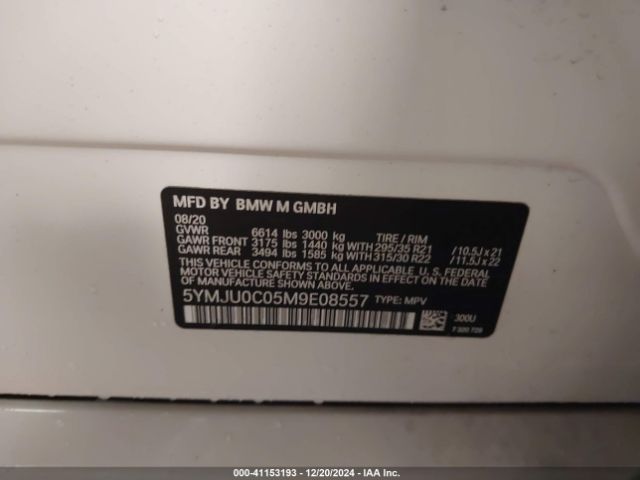 MFD BY BMW M GMBH
08/20
GVWR 6614 lbs 3000 kg TIRE / RIM
GAWR FRONT 3175 lbs 1440 kg WITH 295/35 R21 /10.5J x 21
GAWR REAR 3494 lbs 1585 kg WITH 315/30 R22 /11.5J x 22
THIS VEHICLE CONFORMS TO ALL APPLICABLE U. S. FEDERAL
MOTOR VEHICLE SAFETY STANDARDS IN EFFECT ON THE DATE
OF MANUFACTURE SHOWN ABOVE.
5YMJU0C05M9E08557 TYPE: MPV
300U
000-41153193 - 12/20/2024 - IAAC